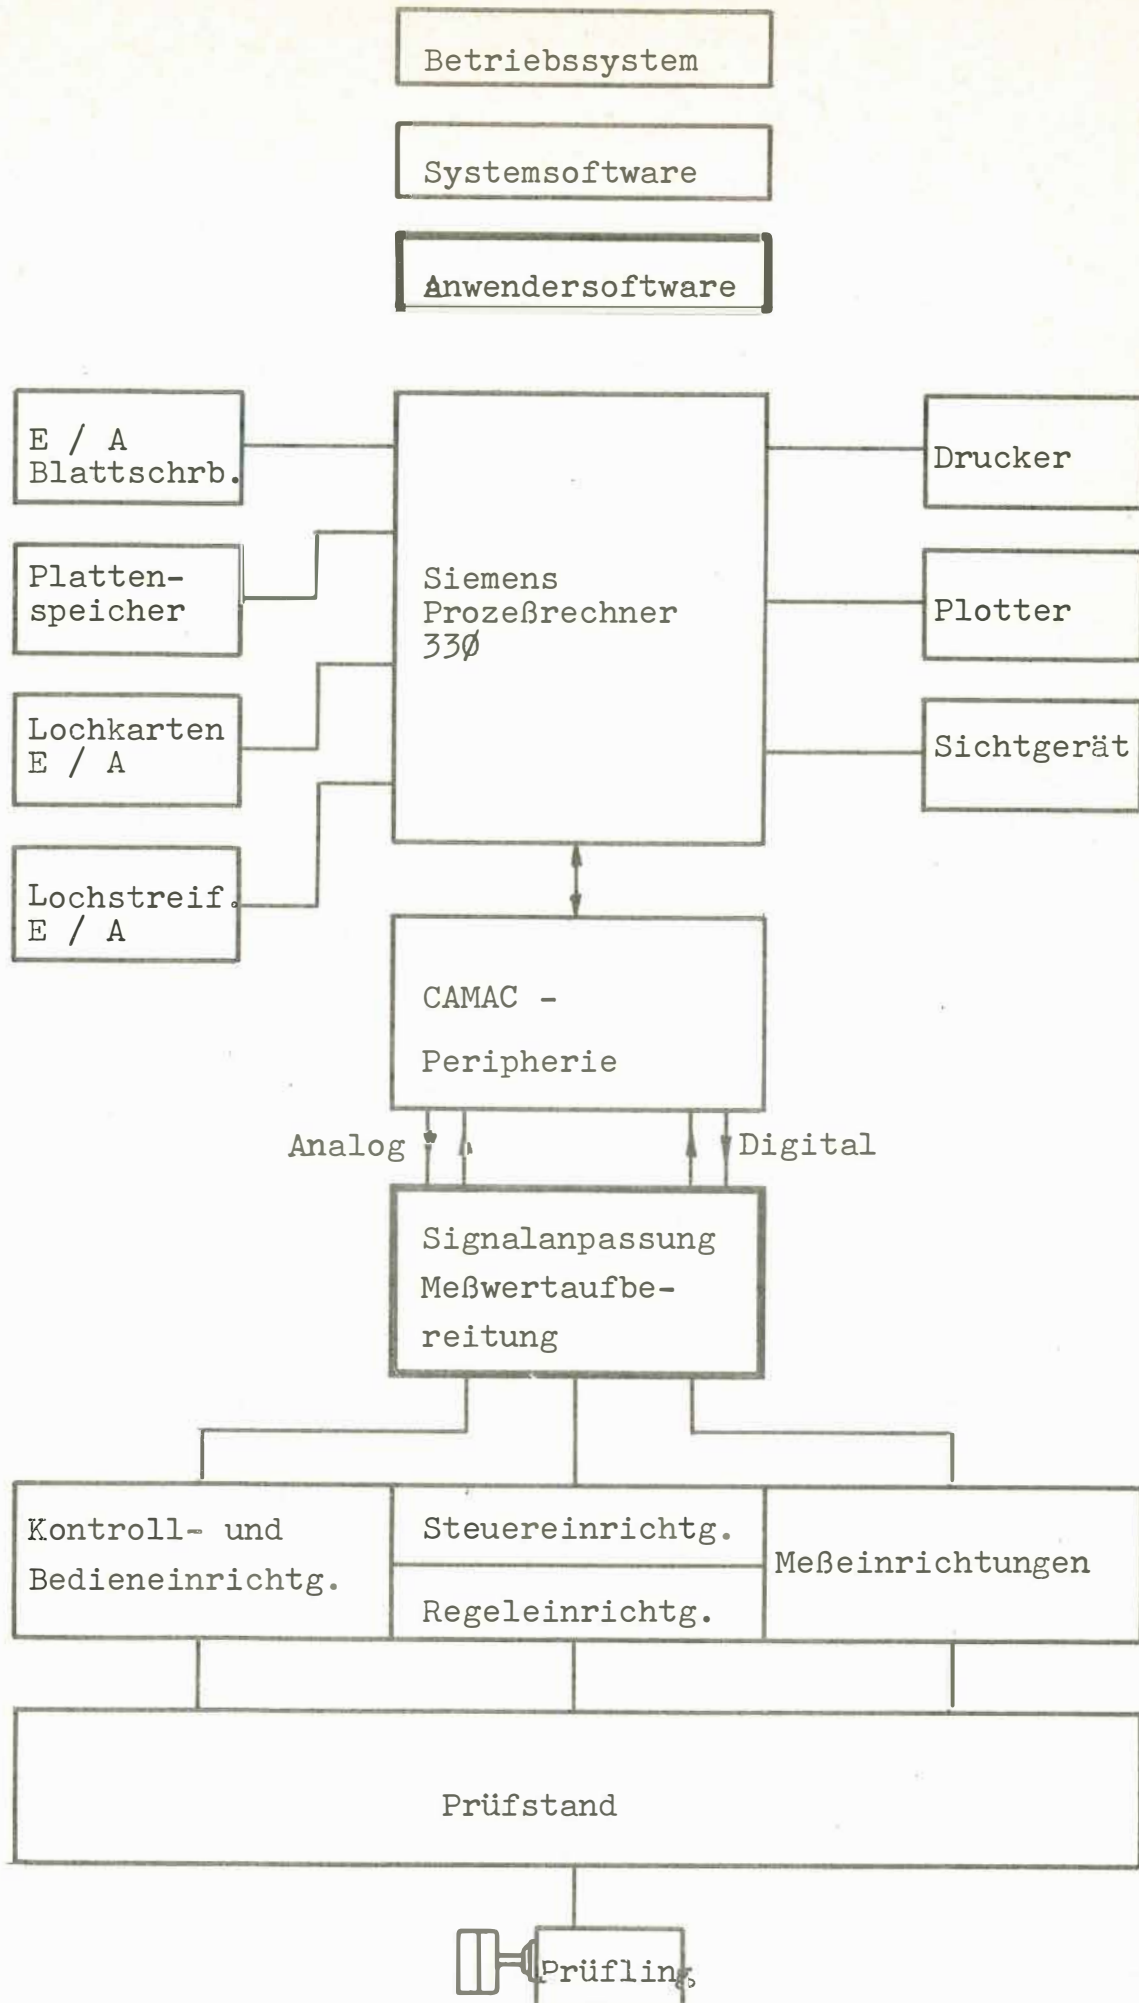 Betriebssystem
Systemsoftware
Anwendersoftware
E / A
Blattschrb.
Platten-
speicher
Lochkarten
E / A
Lochstreif.
E / A
Siemens
Prozeßrechner
33Ø
Drucker
Plotter
Sichtgerät
CAMAC -
Peripherie
Analog
Digital
Signalanpassung
Meßwertaufbe-
reitung
Kontroll- und
Bedieneinrichtg.
Steuereinrichtg.
Regeleinrichtg.
Meßeinrichtungen
Prüfstand
Prüfling